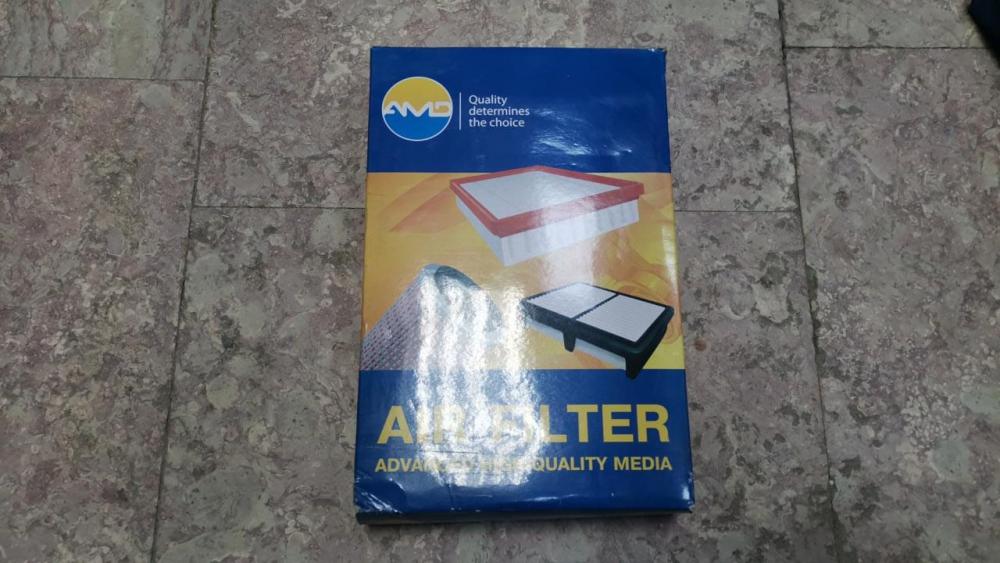 AMD
Quality
determines
the choice
AIR FILTER
ADVANCED HIGH QUALITY MEDIA